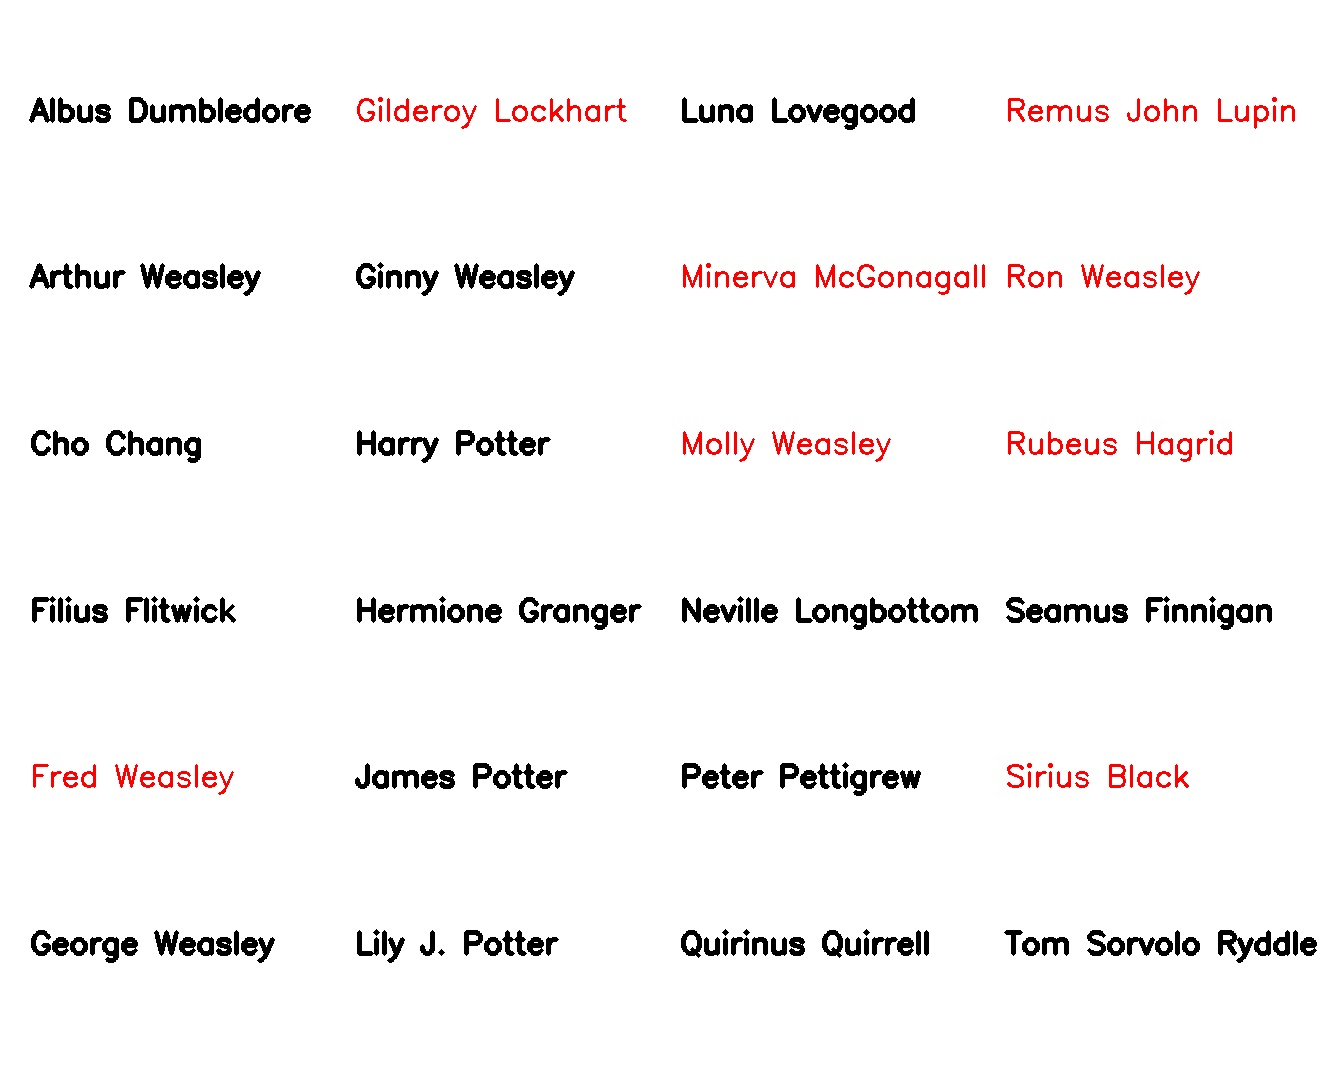 Albus Dumbledore Gilderoy Lockhart Luna Lovegood Remus John Lupin
Arthur Weasley Ginny Weasley Minerva McGonagall Ron Weasley
Cho Chang Harry Potter Molly Weasley Rubeus Hagrid
Filius Flitwick Hermione Granger Neville Longbottom Seamus Finnigan
Fred Weasley James Potter Peter Pettigrew Sirius Black
George Weasley Lily J. Potter Quirinus Quirrell Tom Sorvolo Ryddle